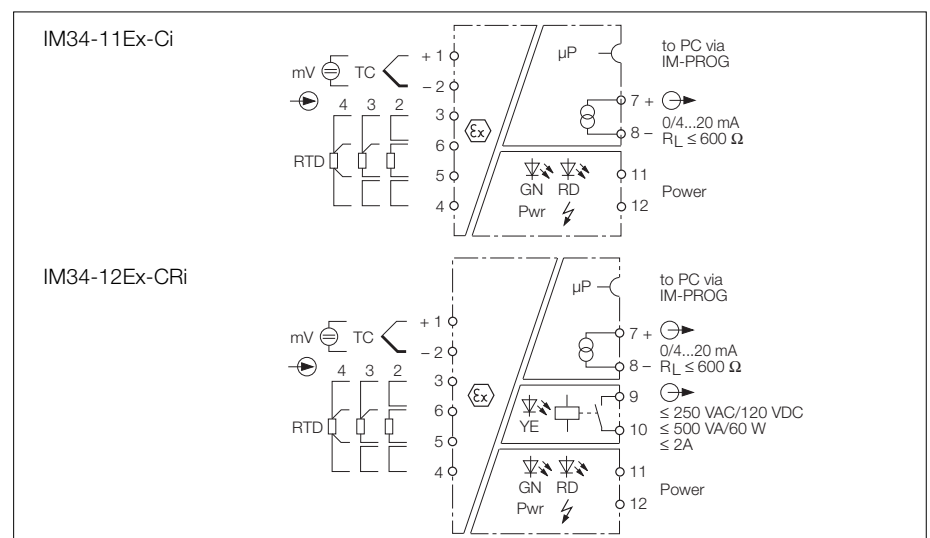 IM34-11Ex-Ci
mV TC
+ 1
− 2
4 3 2
3
6
RTD
5
4
εx
µP
to PC via
IM-PROG
7 +
8 −
0/4...20 mA
RL ≤ 600 Ω
GN RD
Pwr
11
12
Power
IM34-12Ex-CRi
mV TC
+ 1
− 2
4 3 2
3
6
RTD
5
4
εx
µP
to PC via
IM-PROG
7 +
8 −
0/4...20 mA
RL ≤ 600 Ω
YE
9
10
≤ 250 VAC/120 VDC
≤ 500 VA/60 W
≤ 2A
GN RD
Pwr
11
12
Power